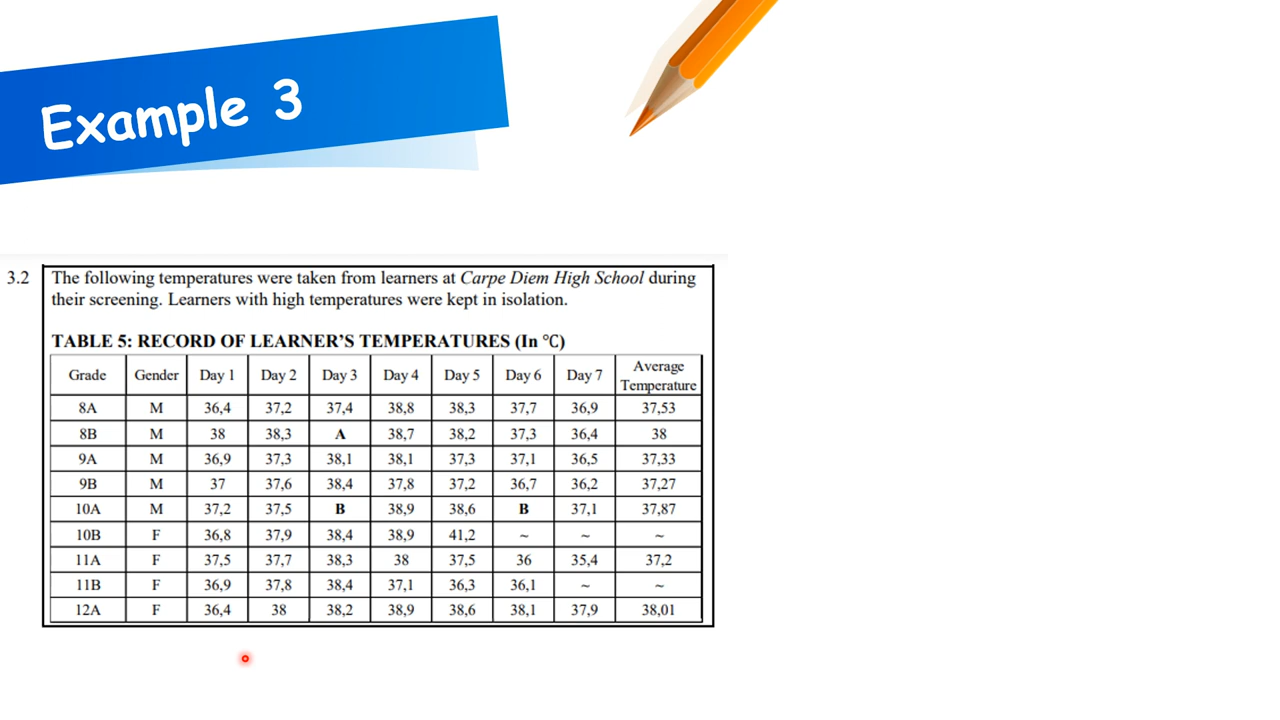 Example 3
3.2 The following temperatures were taken from learners at Carpe Diem High School during
their screening. Learners with high temperatures were kept in isolation.
TABLE 5: RECORD OF LEARNER'S TEMPERATURES (In °C)
Grade Gender Day 1 Day 2 Day 3 Day 4 Day 5 Day 6 Day 7 Average Temperature
8A M 36,4 37,2 37,4 38,8 38,3 37,7 36,9 37,53
8B M 38 38,3 A 38,7 38,2 37,3 36,4 38
9A M 36,9 37,3 38,1 38,1 37,3 37,1 36,5 37,33
9B M 37 37,6 38,4 37,8 37,2 36,7 36,2 37,27
10A M 37,2 37,5 B 38,9 38,6 B 37,1 37,87
10B F 36,8 37,9 38,4 38,9 41,2 ~ ~ ~
11A F 37,5 37,7 38,3 38 37,5 36 35,4 37,2
11B F 36,9 37,8 38,4 37,1 36,3 36,1 ~ ~
12A F 36,4 38 38,2 38,9 38,6 38,1 37,9 38,01